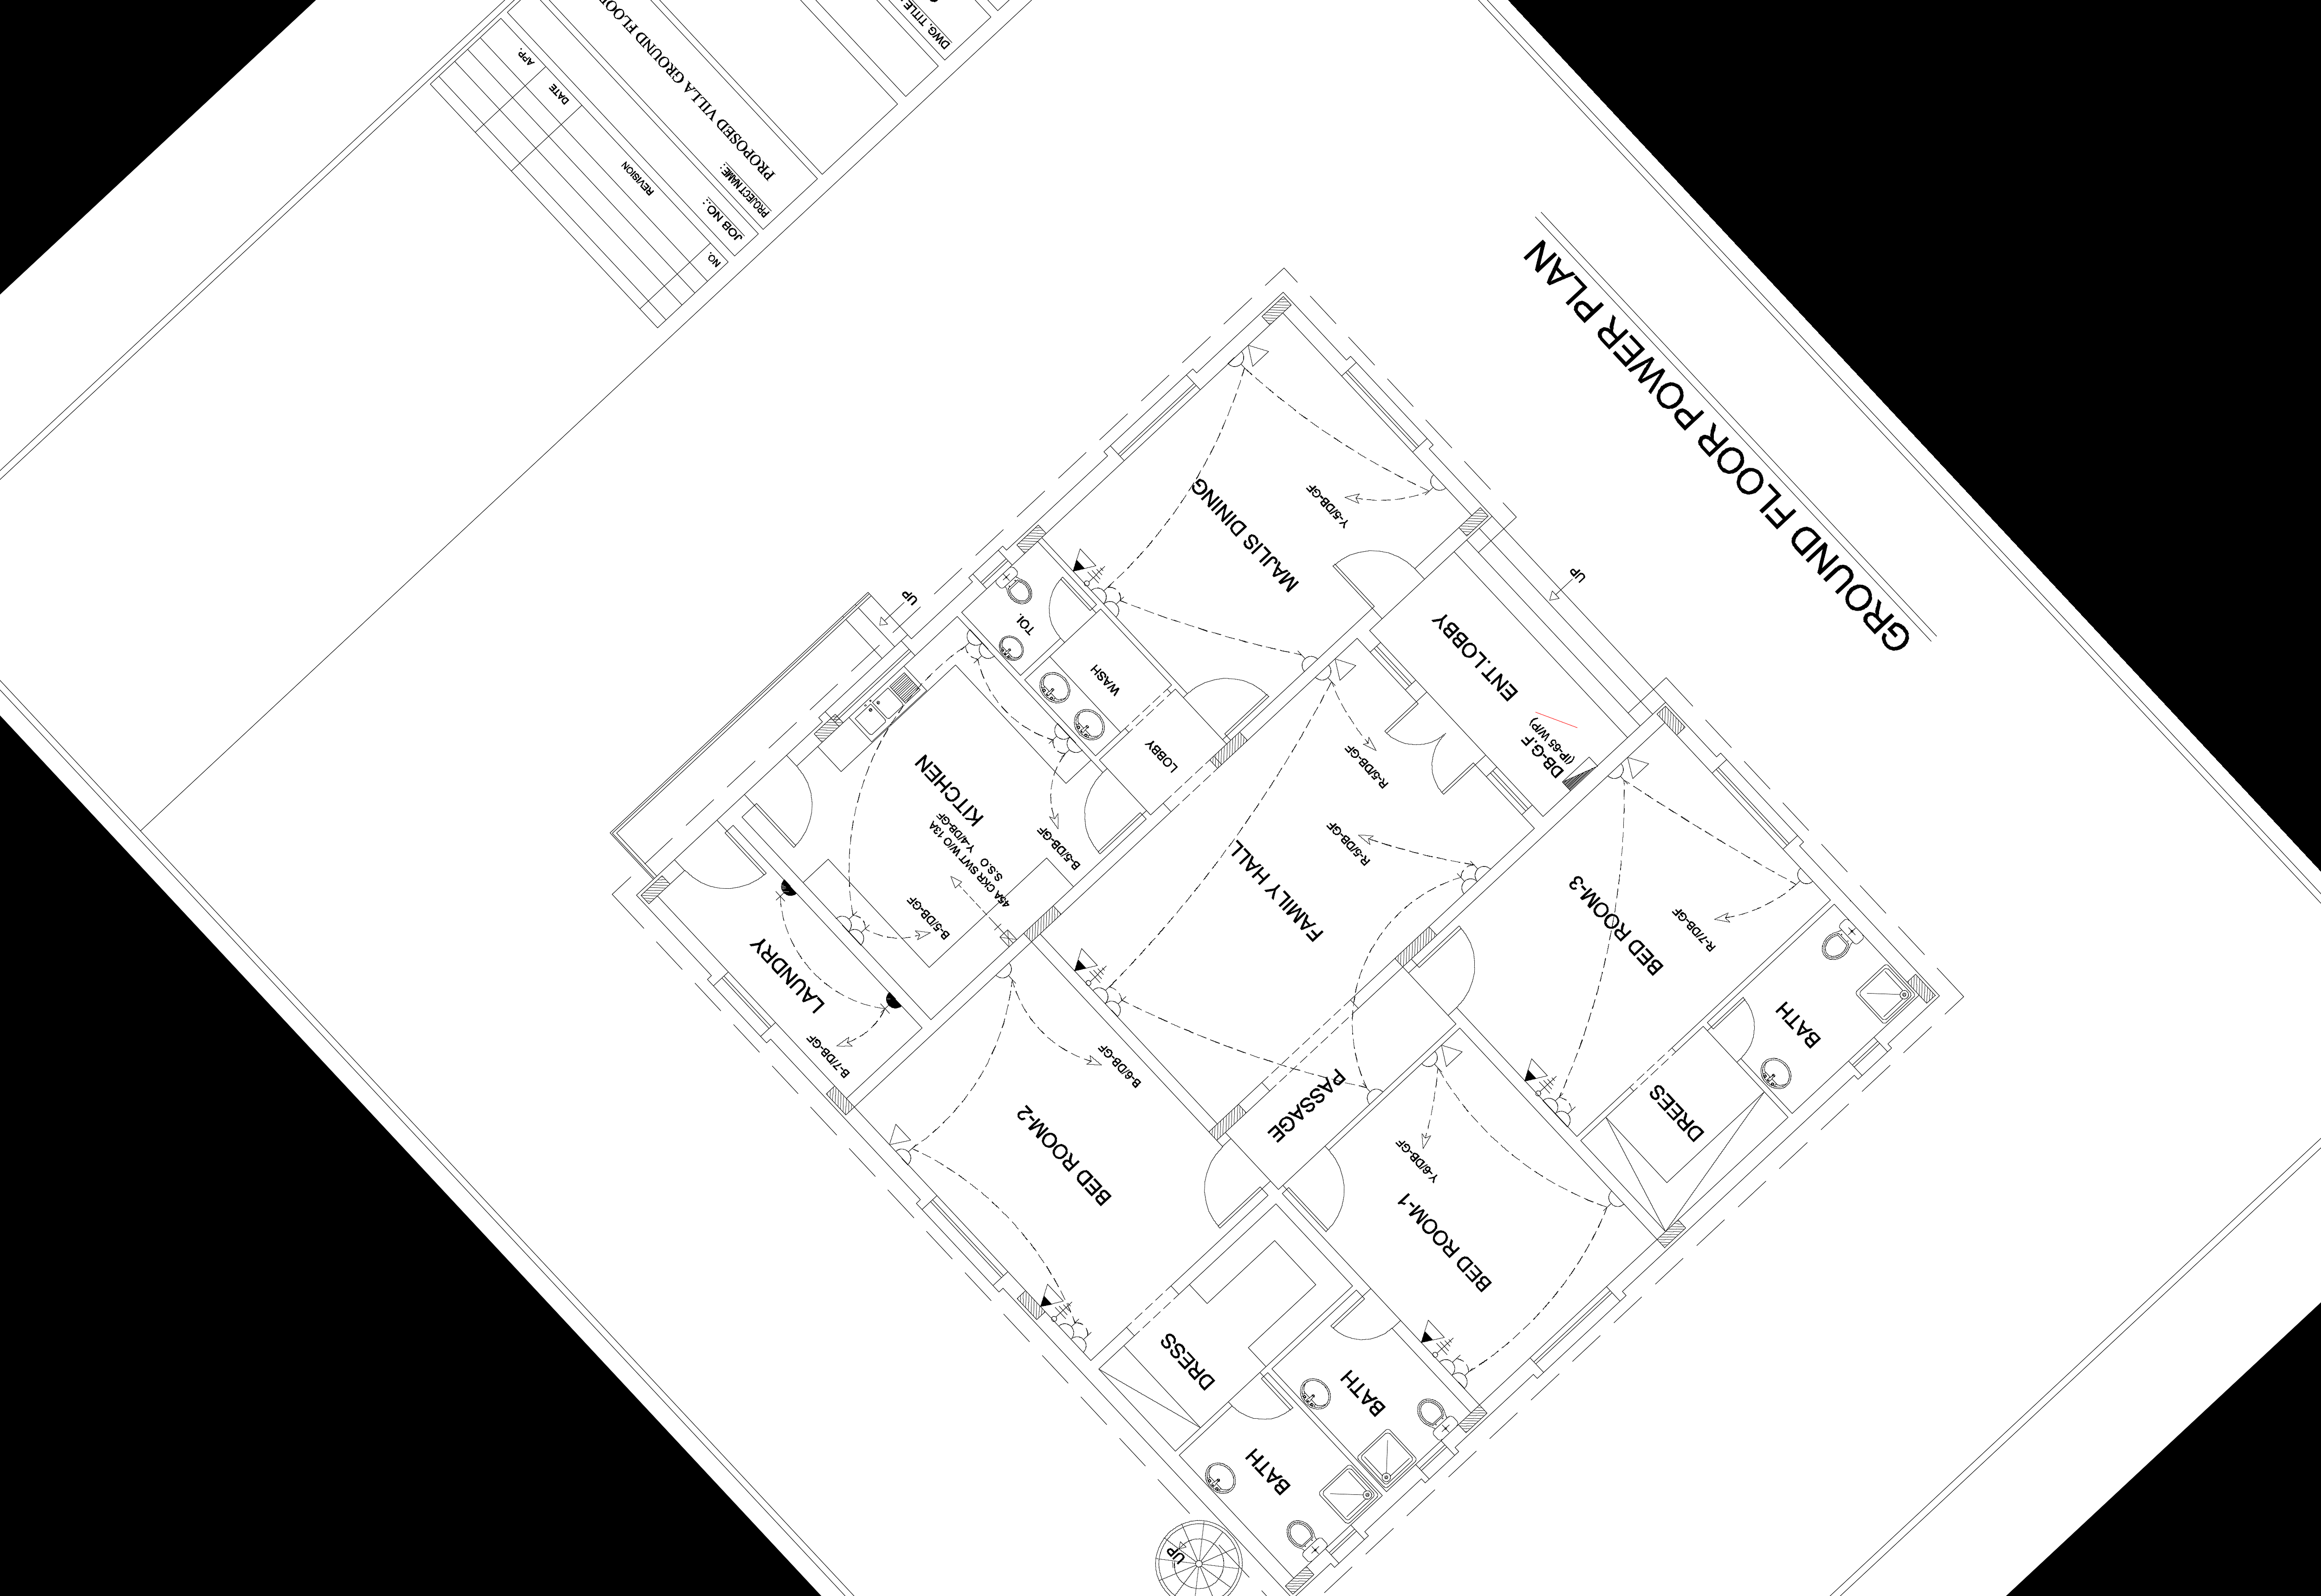 GROUND FLOOR POWER PLAN
NO.
REVISION
DATE
APP.
JOB NO.:
PROJECT NAME:
PROPOSED VILLA GROUND FLOOR
DWG. TITLE
MAJLIS DINING
Y-5/DB-GF
UP
ENT.LOBBY
DB-G.F
(IP-65 W/P)
UP
TOI.
WASH
LOBBY
KITCHEN
45A CKR SWT W/O 13A
S.S.O
Y-4/DB-GF
B-5/DB-GF
B-5/DB-GF
R-5/DB-GF
R-5/DB-GF
FAMILY HALL
LAUNDRY
B-7/DB-GF
BED ROOM-3
R-7/DB-GF
BATH
DREES
PASSAGE
BED ROOM-2
B-6/DB-GF
BED ROOM-1
Y-6/DB-GF
DRESS
BATH
BATH
UP